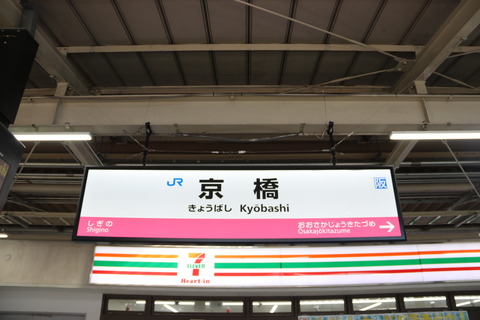 JR 京橋 阪
きょうばし Kyōbashi
しぎの おおさかじょうきたづめ
Shigino Osakajōkitazume
7 ELEVEN
Heart-in